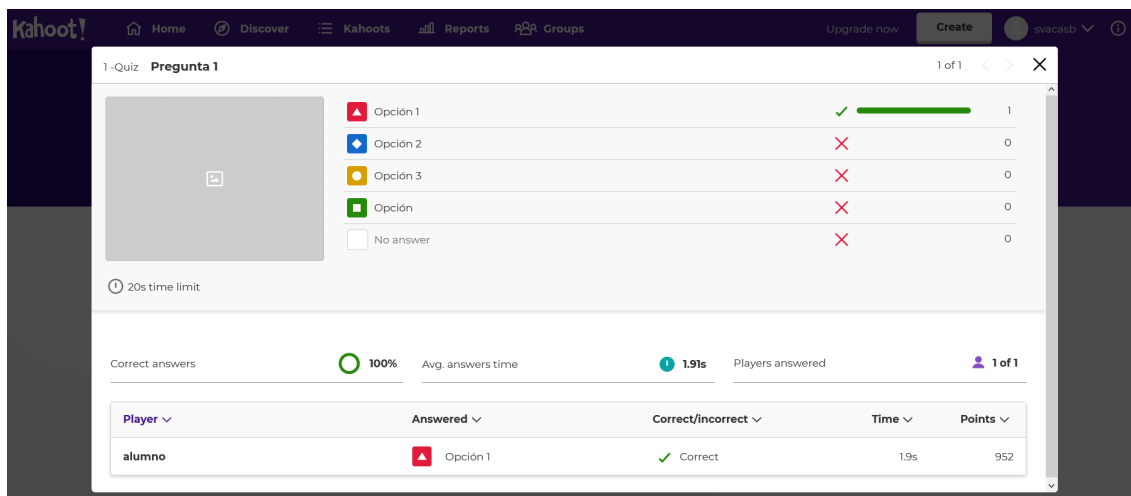 Kahoot! Home Discover Kahoots Reports Groups Upgrade now Create svacasb
1 -Quiz Pregunta 1 1 of 1
Opción 1 1
Opción 2 0
Opción 3 0
Opción 0
No answer 0
20s time limit
Correct answers 100% Avg. answers time 1.91s Players answered 1 of 1
Player Answered Correct/incorrect Time Points
alumno Opción 1 Correct 1.9s 952